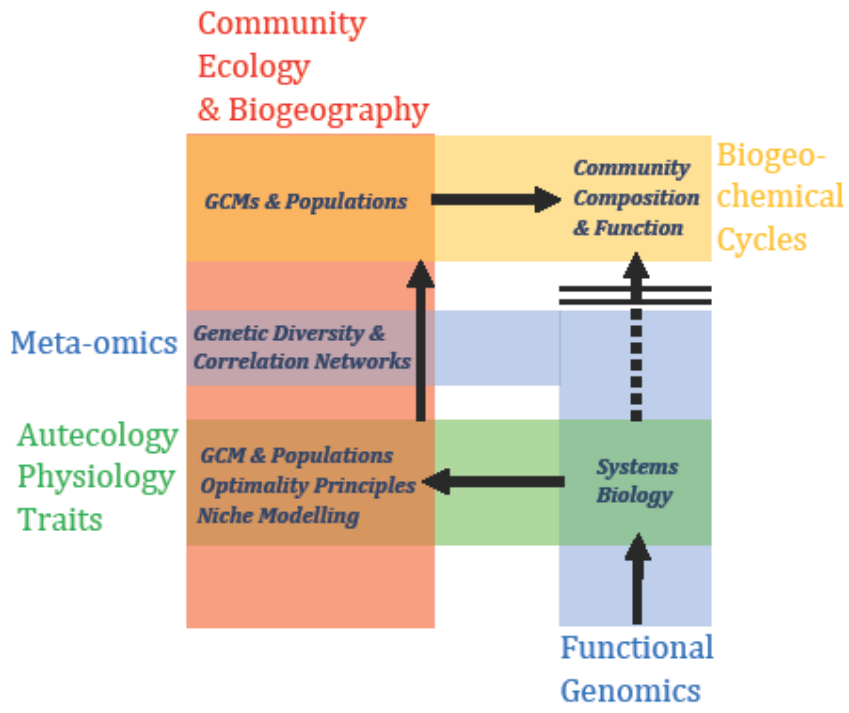 Community
Ecology
& Biogeography
GCMs & Populations
Community
Composition
& Function
Biogeo-
chemical
Cycles
Meta-omics
Genetic Diversity &
Correlation Networks
Autecology
Physiology
Traits
GCM & Populations
Optimality Principles
Niche Modelling
Systems
Biology
Functional
Genomics